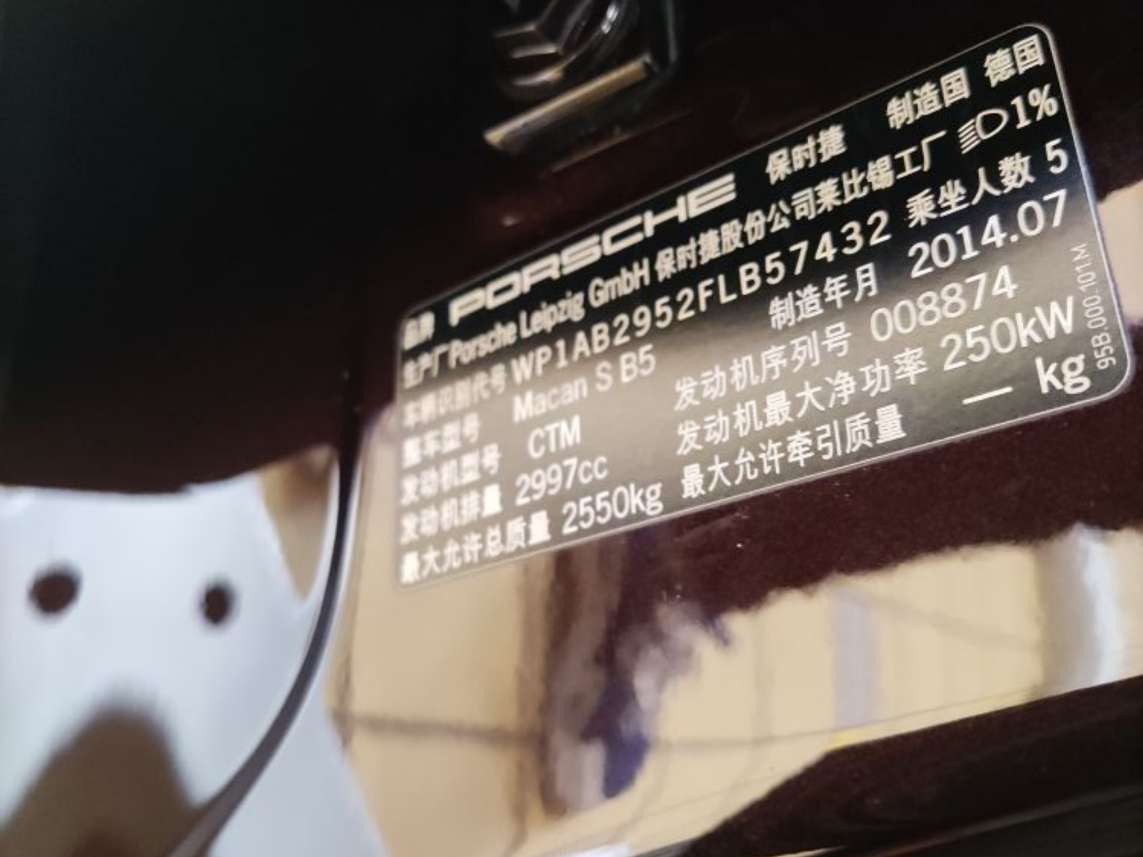 品牌 PORSCHE 保时捷 制造国 德国
生产厂 Porsche Leipzig GmbH 保时捷股份公司莱比锡工厂 1%
车辆识别代号 WP1AB2952FLB57432 乘坐人数 5
整车型号 Macan S B5 制造年月 2014.07
发动机型号 CTM 发动机序列号 008874
发动机排量 2997cc 发动机最大净功率 250kW
最大允许总质量 2550kg 最大允许牵引质量 — kg
95B.000.101.M